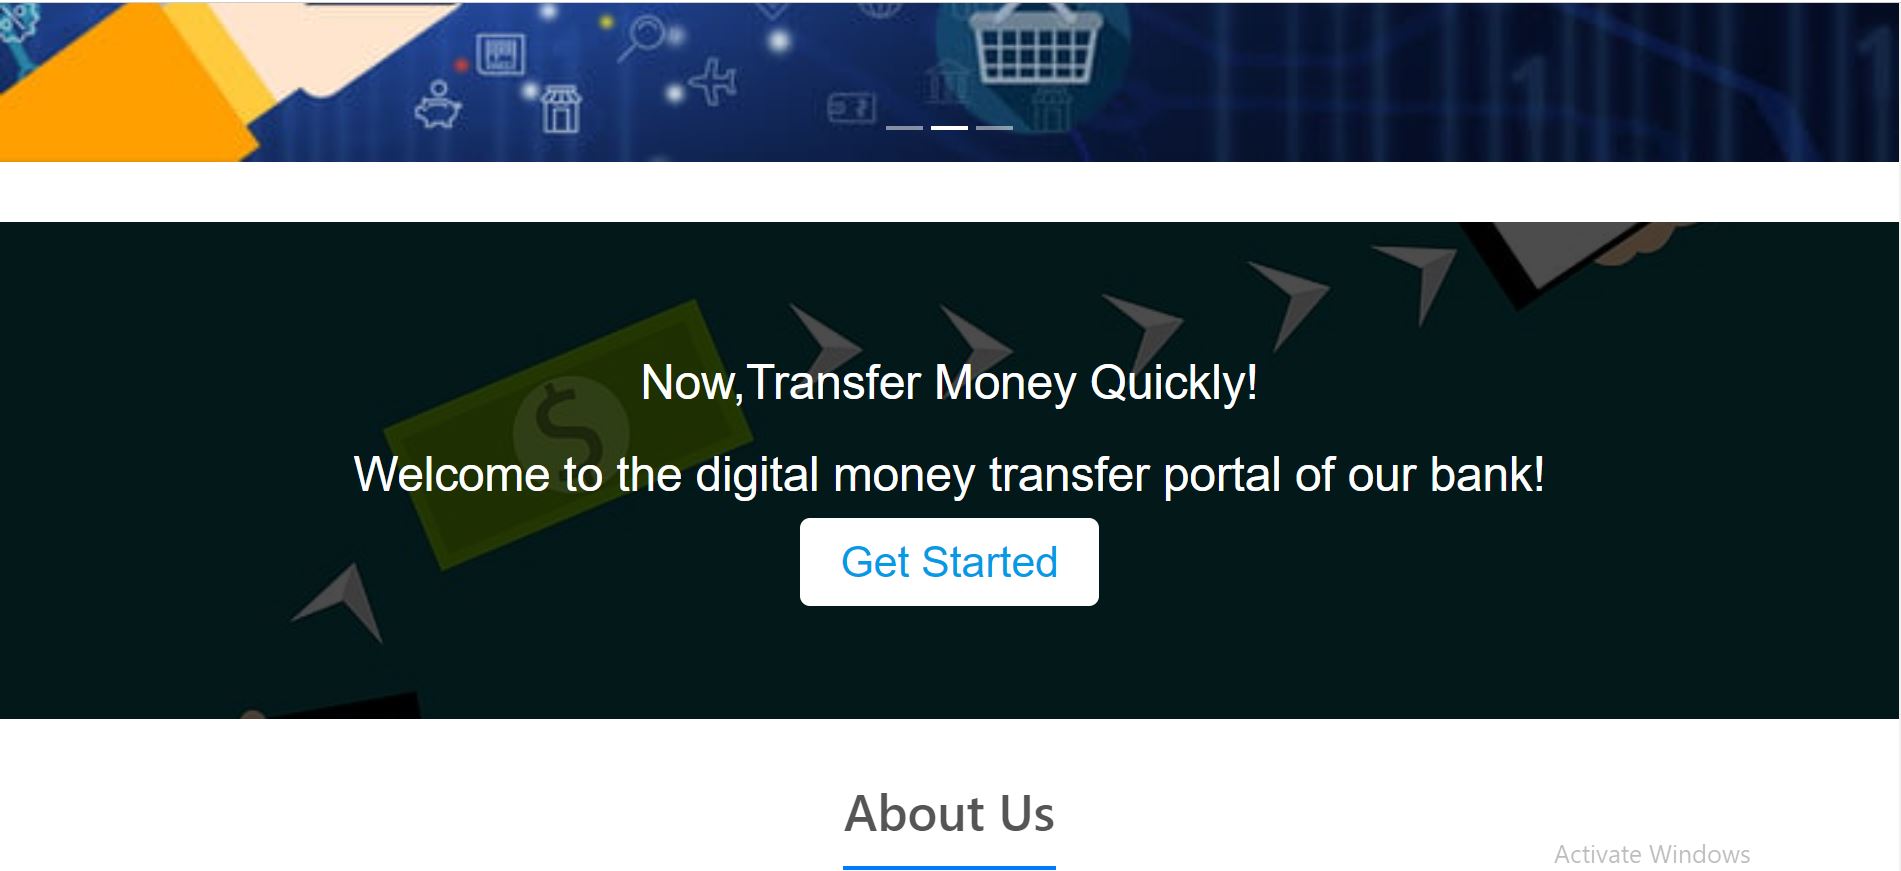 Now,Transfer Money Quickly!
Welcome to the digital money transfer portal of our bank!
Get Started
About Us
Activate Windows